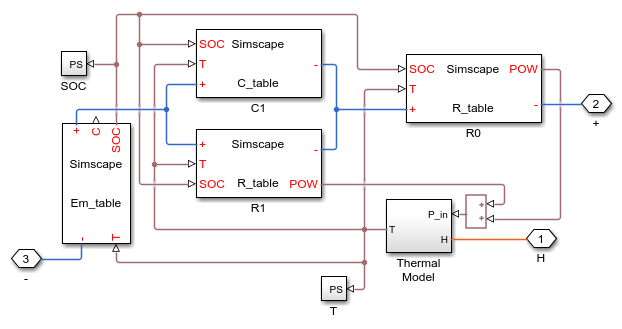 SOC Simscape
T
+ C_table -
C1
PS
SOC
SOC Simscape POW
T
+ R_table -
R0
2
+
+ C SOC
Simscape
Em_table
- T
+ Simscape -
T
SOC R_table POW
R1
T P_in
H
Thermal
Model
+
+
1
H
3
-
PS
T